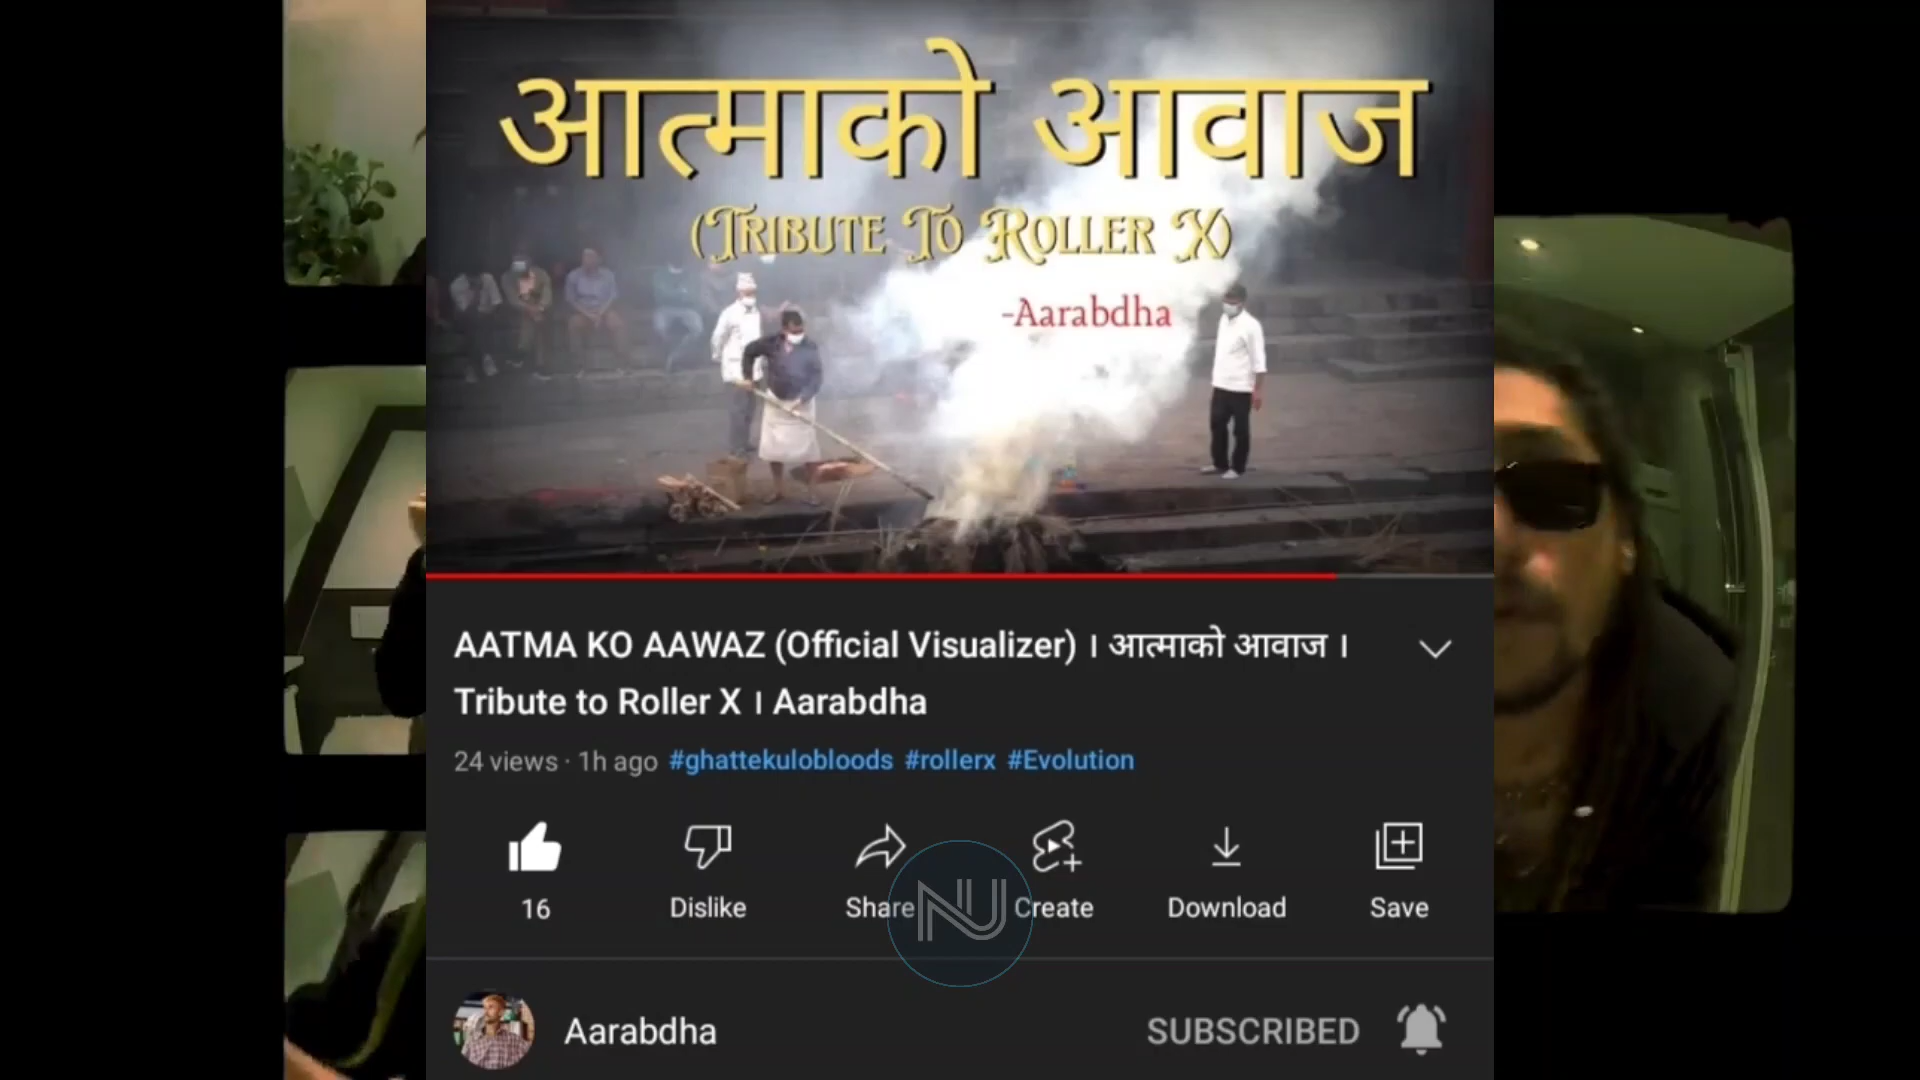 आत्माको आवाज
(TRIBUTE TO ROLLER X)
-Aarabdha
AATMA KO AAWAZ (Official Visualizer) । आत्माको आवाज ।
Tribute to Roller X । Aarabdha
24 views · 1h ago #ghattekulobloods #rollerx #Evolution
16 Dislike Share Create Download Save
NU
Aarabdha SUBSCRIBED